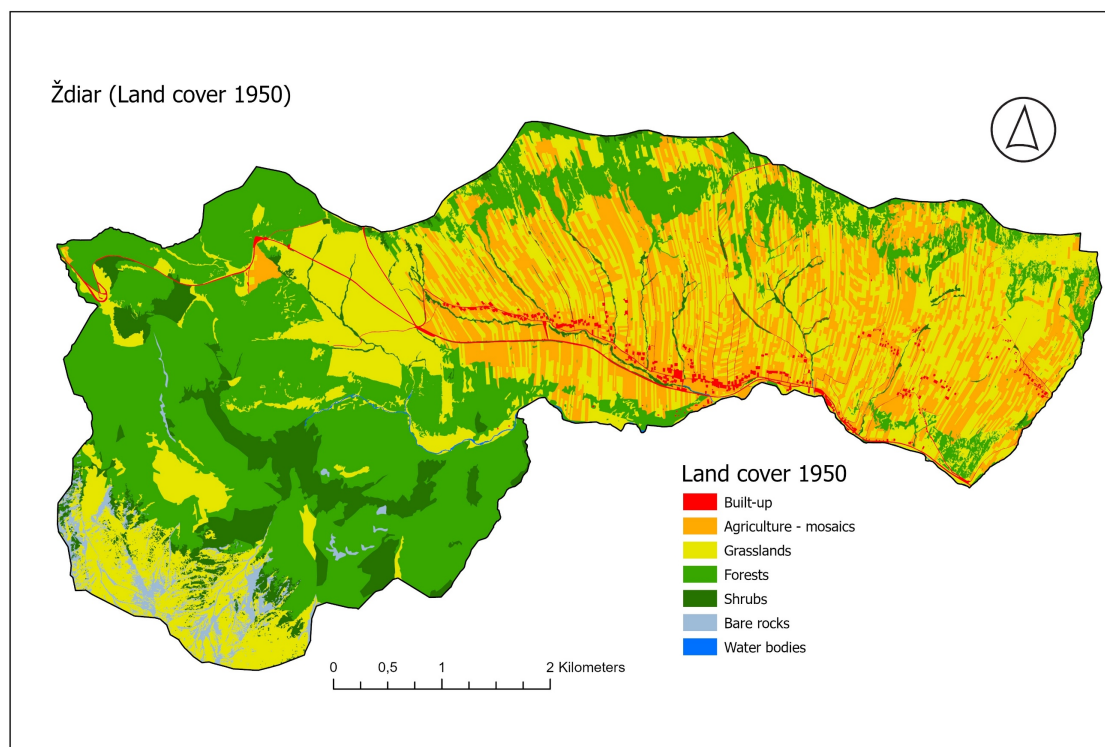 Ždiar (Land cover 1950)
Land cover 1950
Built-up
Agriculture - mosaics
Grasslands
Forests
Shrubs
Bare rocks
Water bodies
0 0,5 1 2 Kilometers